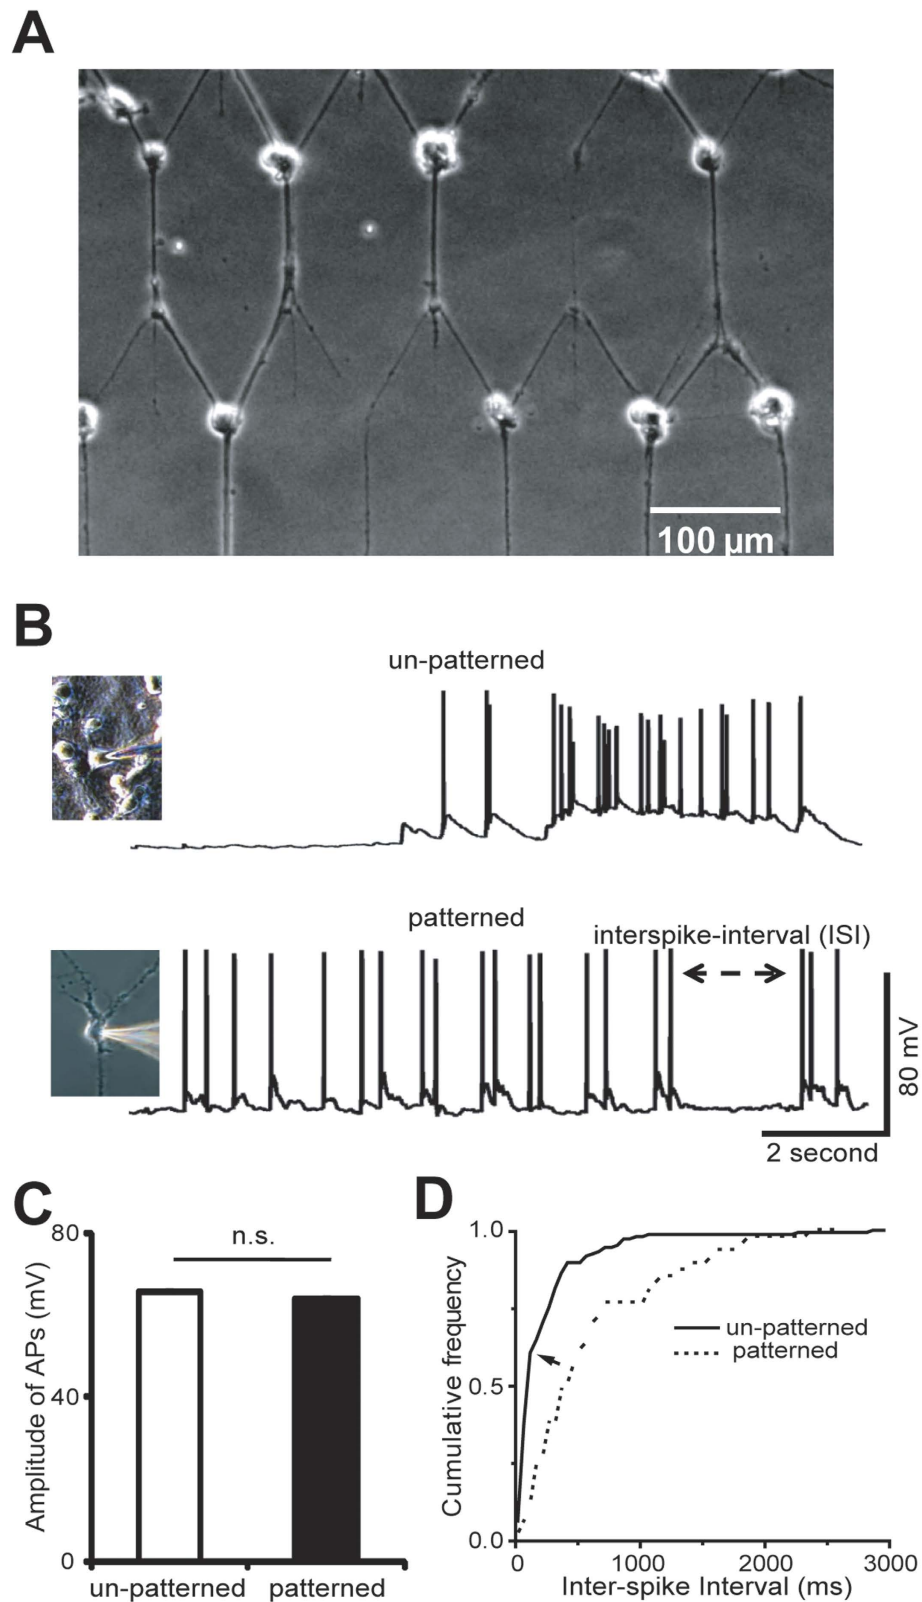 A
100 µm
B
un-patterned
patterned
interspike-interval (ISI)
80 mV
2 second
C
80
40
0
Amplitude of APs (mV)
n.s.
un-patterned
patterned
D
1.0
0.5
0.0
Cumulative frequency
un-patterned
patterned
0
1000
2000
3000
Inter-spike Interval (ms)